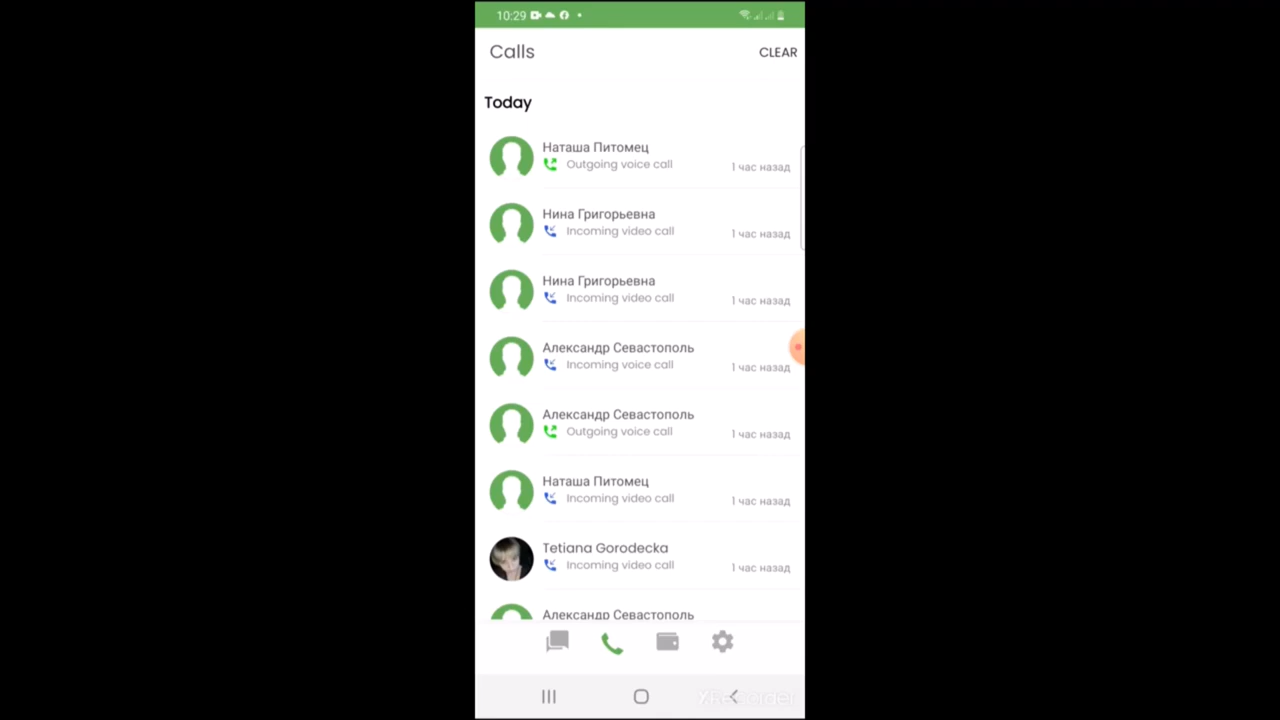 10:29
Calls
CLEAR
Today
Наташа Питомец
Outgoing voice call
1 час назад
Нина Григорьевна
Incoming video call
1 час назад
Нина Григорьевна
Incoming video call
1 час назад
Александр Севастополь
Incoming voice call
1 час назад
Александр Севастополь
Outgoing voice call
1 час назад
Наташа Питомец
Incoming video call
1 час назад
Tetiana Gorodecka
Incoming video call
1 час назад
Александр Севастополь